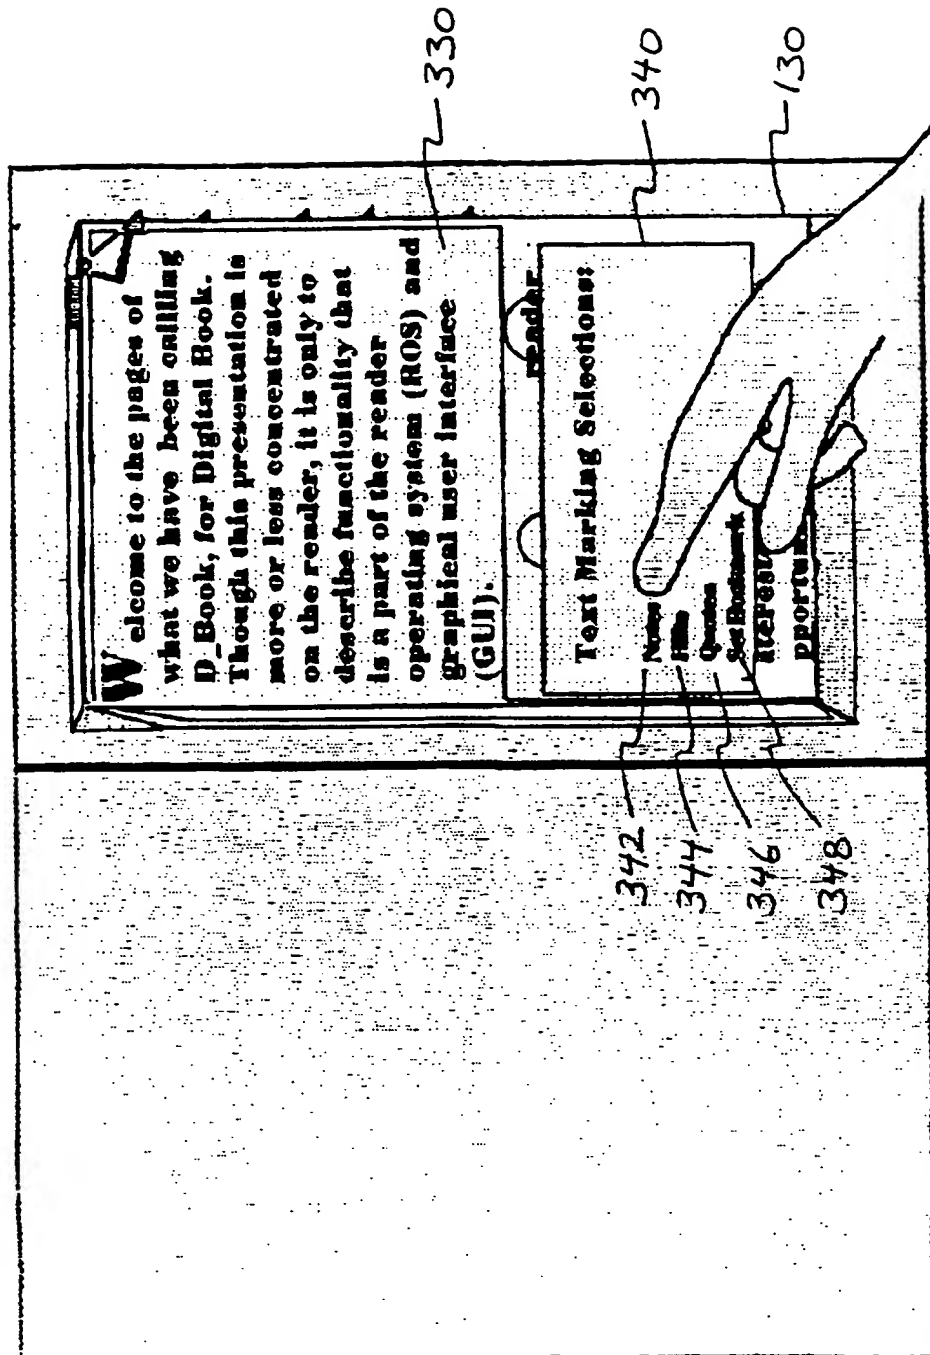 Welcome to the pages of
what we have been callling
D_Book, for Digital Book.
Though this presentation is
more or less concentrated
on the reader, it is only to
describe functionality that
is a part of the reader
operating system (ROS) and
graphical user interface
(GUI).
330
reader
Text Marking Selections:
340
342
Notes
344
346
Quotes
348
Set Bookmark
pportun
130